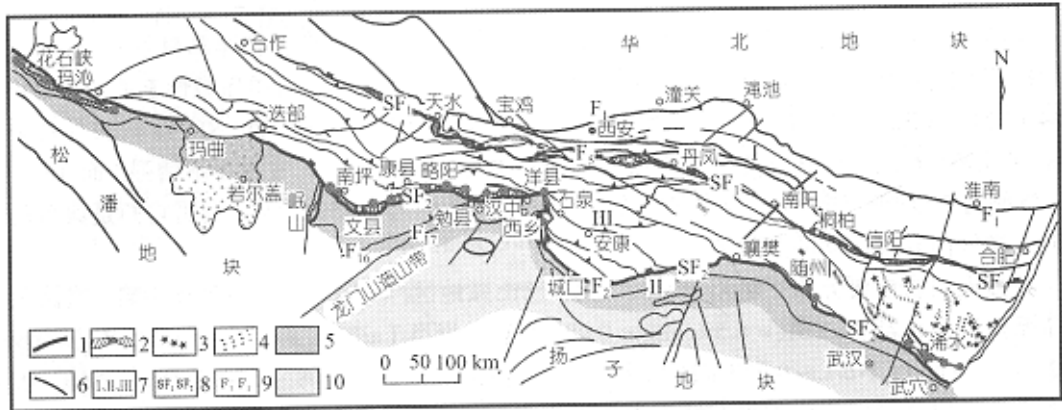 华 北 地 块
N
合作
花石峡
玛沁
SF₁
天水
宝鸡
F₁
潼关
渑池
迭部
西安
I
玛曲
F₃
丹凤
松
潘
地
块
若尔盖
岷
山
南坪
康县
略阳
洋县
石泉
SF₁
淮南
SF₂
南阳
F₁
文县
勉县
汉中
西乡
III
桐柏
信阳
合肥
F₁₆
F₁₇
安康
襄樊
SF₁
龙门山造山带
城口
F₂
II
SF₂
随州
SF₂
浠水
武汉
武穴
扬
子
地
块
0 50 100 km
1
2
3
4
5
6
I、II、III
7
SF₁ SF₂
8
F₁ F₂
9
10